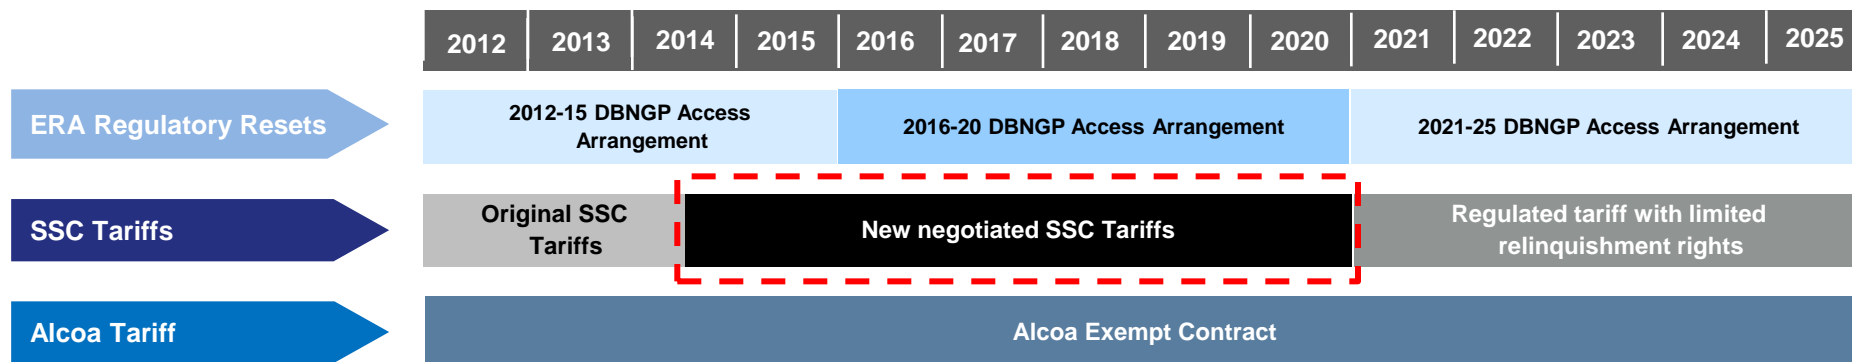 2012 2013 2014 2015 2016 2017 2018 2019 2020 2021 2022 2023 2024 2025
ERA Regulatory Resets
2012-15 DBNGP Access
Arrangement
2016-20 DBNGP Access Arrangement
2021-25 DBNGP Access Arrangement
SSC Tariffs
Original SSC
Tariffs
New negotiated SSC Tariffs
Regulated tariff with limited
relinquishment rights
Alcoa Tariff
Alcoa Exempt Contract